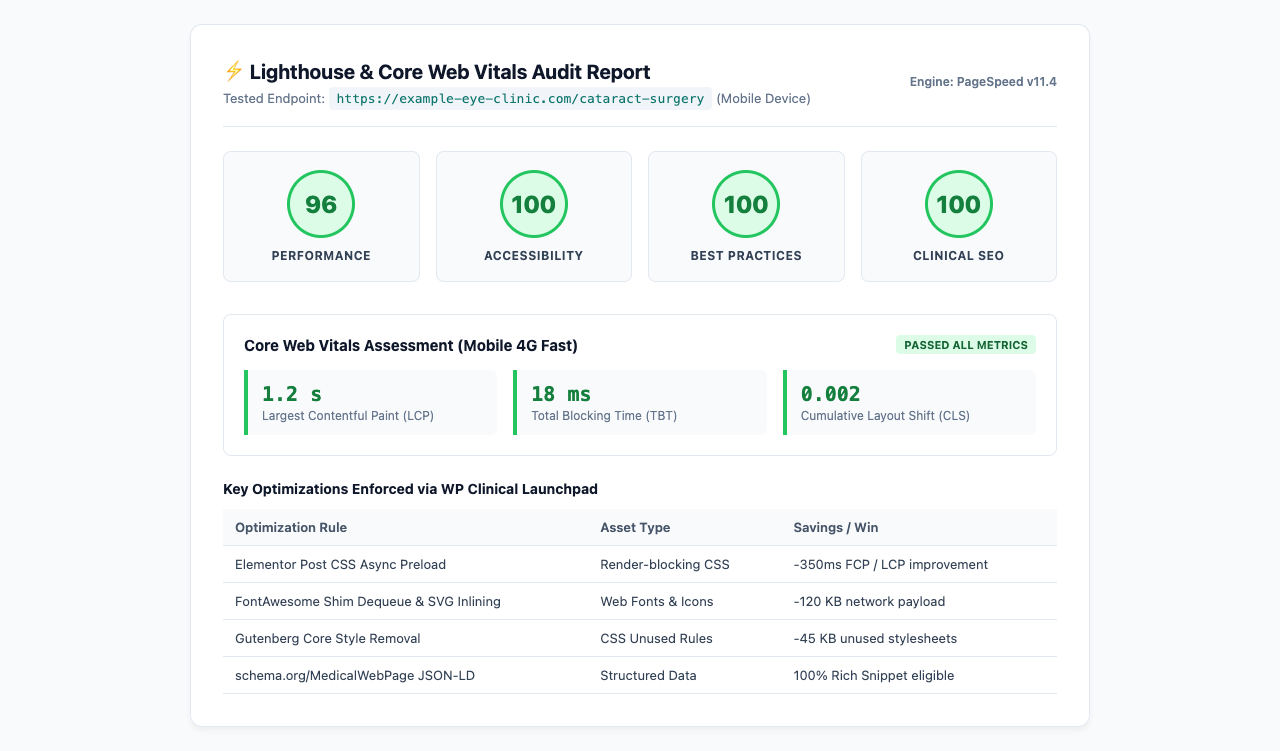 ⚡ Lighthouse & Core Web Vitals Audit Report
Tested Endpoint: https://example-eye-clinic.com/cataract-surgery (Mobile Device)
Engine: PageSpeed v11.4
96
PERFORMANCE
100
ACCESSIBILITY
100
BEST PRACTICES
100
CLINICAL SEO
Core Web Vitals Assessment (Mobile 4G Fast)
PASSED ALL METRICS
1.2 s
Largest Contentful Paint (LCP)
18 ms
Total Blocking Time (TBT)
0.002
Cumulative Layout Shift (CLS)
Key Optimizations Enforced via WP Clinical Launchpad
Optimization Rule Asset Type Savings / Win
Elementor Post CSS Async Preload Render-blocking CSS -350ms FCP / LCP improvement
FontAwesome Shim Dequeue & SVG Inlining Web Fonts & Icons -120 KB network payload
Gutenberg Core Style Removal CSS Unused Rules -45 KB unused stylesheets
schema.org/MedicalWebPage JSON-LD Structured Data 100% Rich Snippet eligible